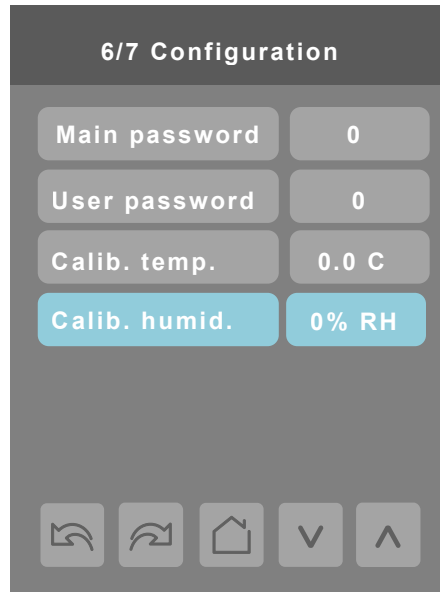 6/7 Configuration
Main password 0
User password 0
Calib. temp. 0.0 C
Calib. humid. 0% RH